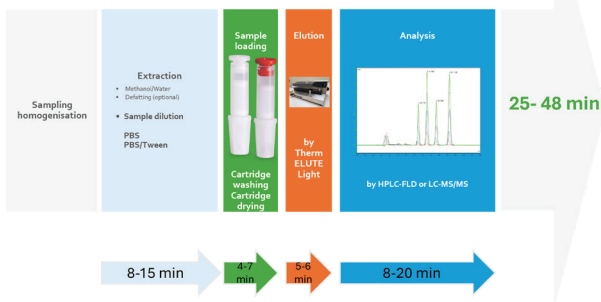 Sampling
homogenisation
Extraction
• Methanol/Water
• Defatting (optional)
• Sample dilution
PBS
PBS/Tween
Sample
loading
Cartridge
washing
Cartridge
drying
Elution
by
Therm
ELUTE
Light
Analysis
by HPLC-FLD or LC-MS/MS
25- 48 min
8-15 min
4-7
min
5-6
min
8-20 min